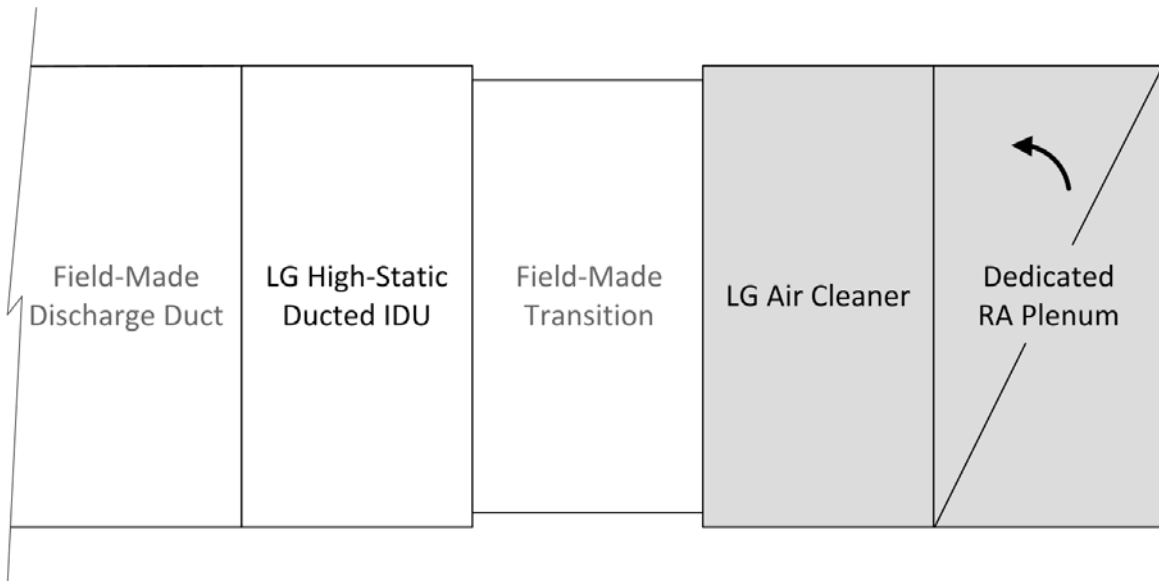 Field-Made
Discharge Duct
LG High-Static
Ducted IDU
Field-Made
Transition
LG Air Cleaner
Dedicated
RA Plenum